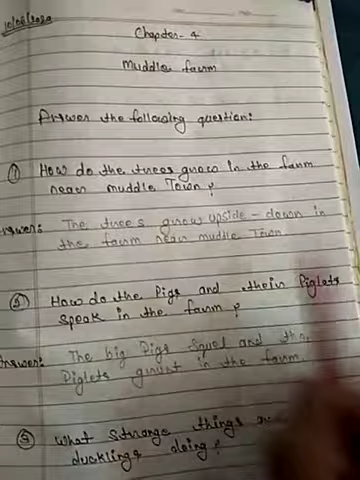 10/06/2020
Chapter-4
Muddle farm
Answer the following question:
① How do the trees grow in the farm
near muddle Town?
Answer: The trees grow upside-down in
the farm near muddle Town
② How do the Pigs and their Piglets
speak in the farm?
Answer: The big Pigs squel and the
Piglets grunt in the farm.
③ What strange things
ducklings doing?